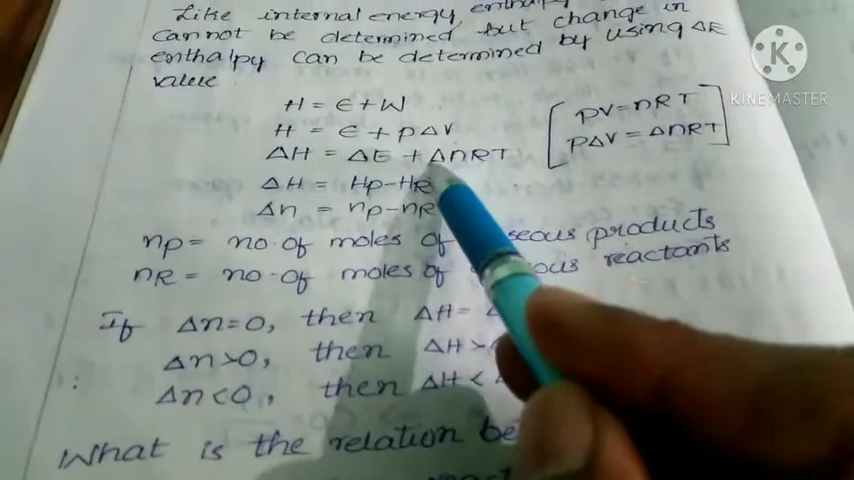 Like internal energy, enthalpy
cannot be determined but change in
enthalpy can be determined by using ΔE
value.
H = E + W
H = E + PΔV
ΔH = ΔE + ΔnRT
[PV = nRT
PΔV = ΔnRT]
ΔH = Hp - HR
Δn = np - nR
np = no. of moles of seous products
nR = no. of moles of ous reactants
If Δn = 0, then ΔH =
Δn > 0, then ΔH >
Δn < 0, then ΔH <
What is the relation be
KINEMASTER